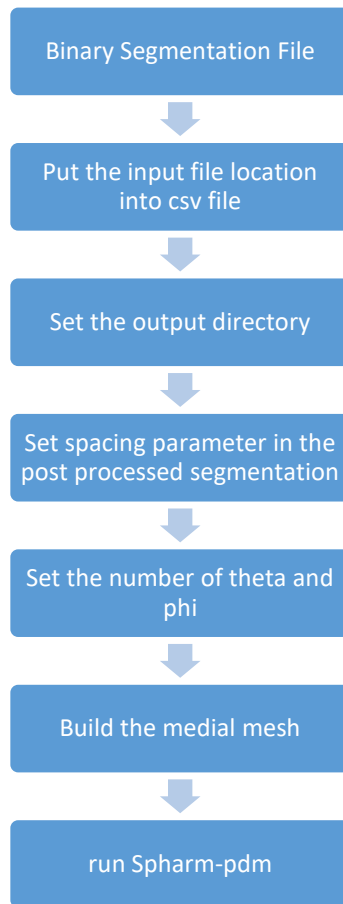 Binary Segmentation File
Put the input file location
into csv file
Set the output directory
Set spacing parameter in the
post processed segmentation
Set the number of theta and
phi
Build the medial mesh
run Spharm-pdm